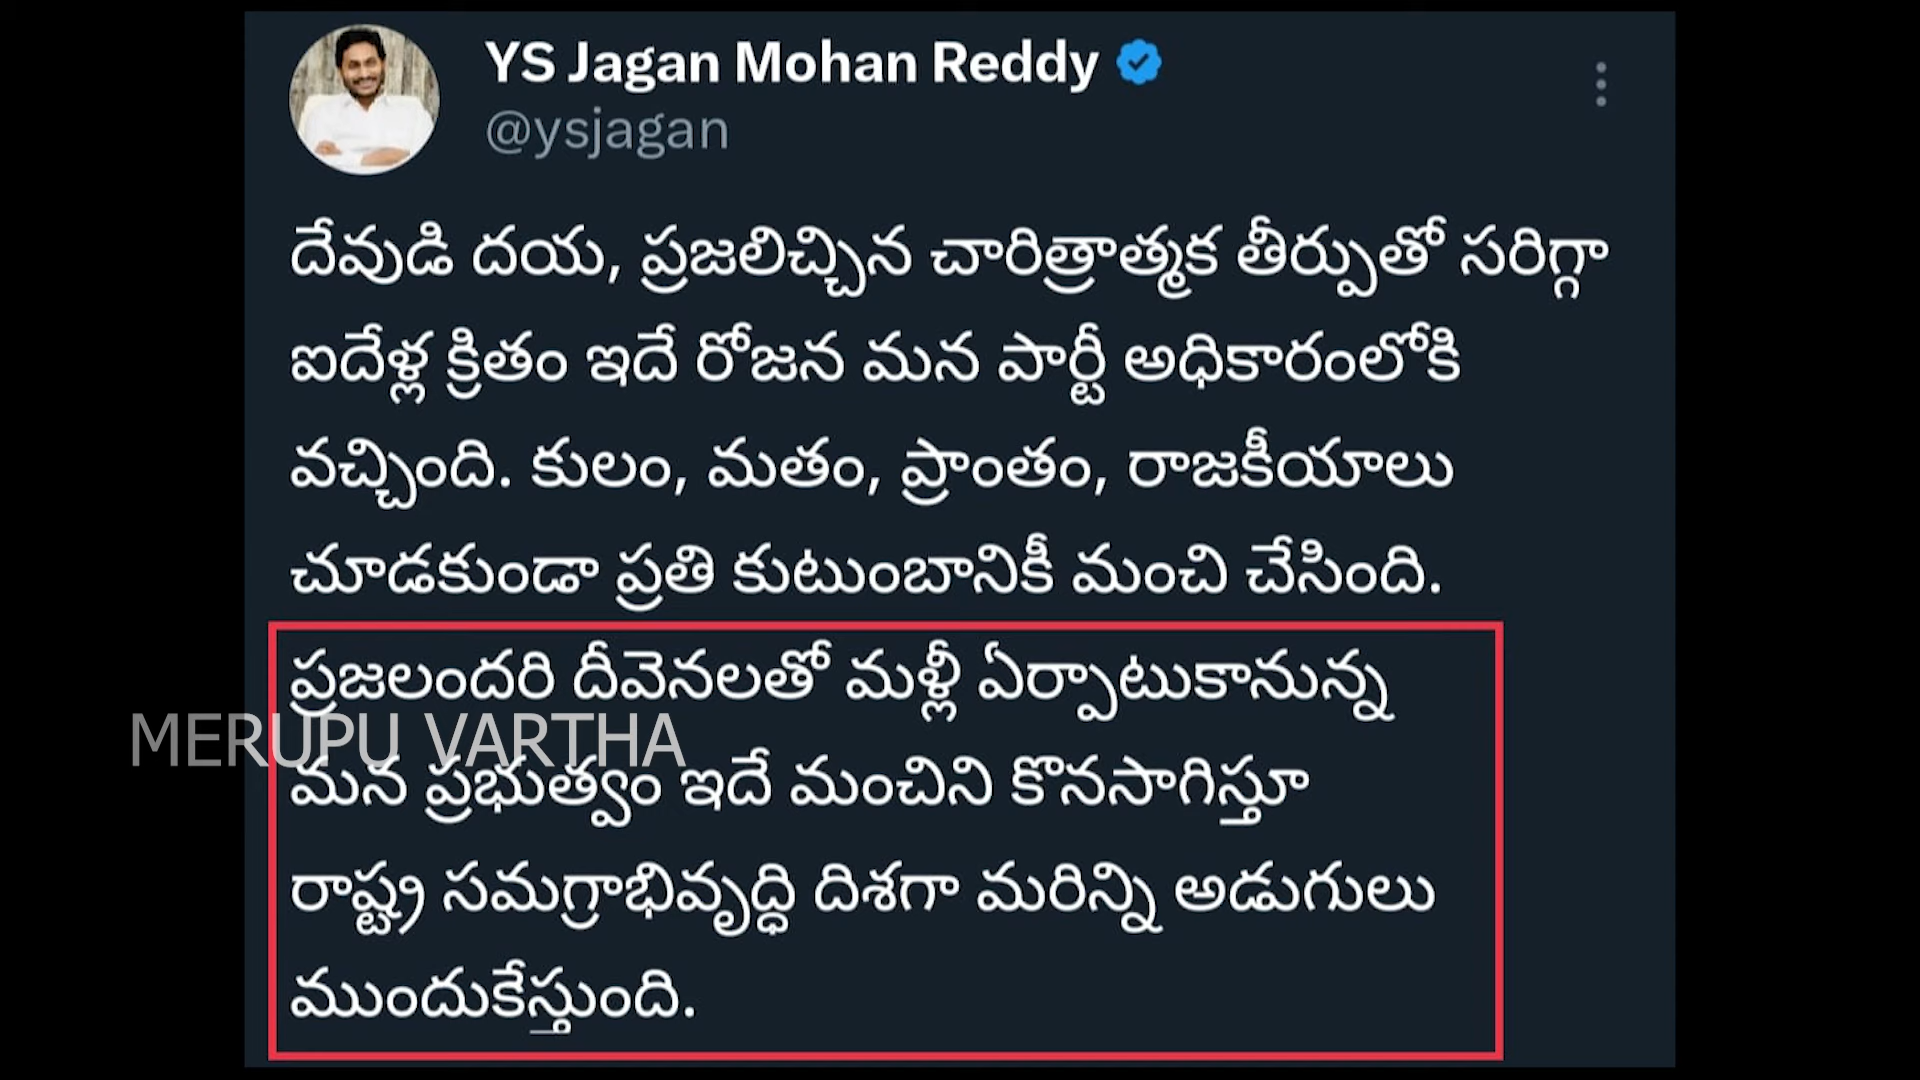 YS Jagan Mohan Reddy
@ysjagan
దేవుడి దయ, ప్రజలిచ్చిన చారిత్రాత్మక తీర్పుతో సరిగ్గా
ఐదేళ్ల క్రితం ఇదే రోజున మన పార్టీ అధికారంలోకి
వచ్చింది. కులం, మతం, ప్రాంతం, రాజకీయాలు
చూడకుండా ప్రతి కుటుంబానికీ మంచి చేసింది.
ప్రజలందరి దీవెనలతో మళ్లీ ఏర్పాటుకానున్న
MERUPU VARTHA
మన ప్రభుత్వం ఇదే మంచిని కొనసాగిస్తూ
రాష్ట్ర సమగ్రాభివృద్ధి దిశగా మరిన్ని అడుగులు
ముందుకేస్తుంది.